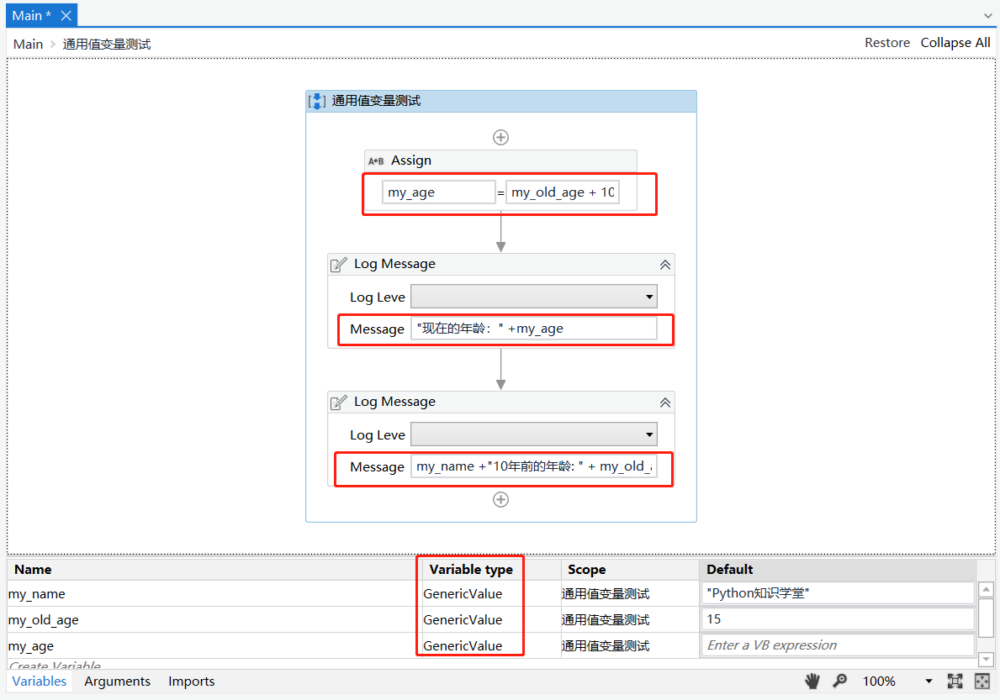 Main *
Main > 通用值变量测试 Restore Collapse All
通用值变量测试
A←B Assign
my_age = my_old_age + 10
Log Message
Log Leve
Message "现在的年龄：" +my_age
Log Message
Log Leve
Message my_name +"10年前的年龄: " + my_old_
Name Variable type Scope Default
my_name GenericValue 通用值变量测试 "Python知识学堂"
my_old_age GenericValue 通用值变量测试 15
my_age GenericValue 通用值变量测试 Enter a VB expression
Create Variable
Variables Arguments Imports 100%